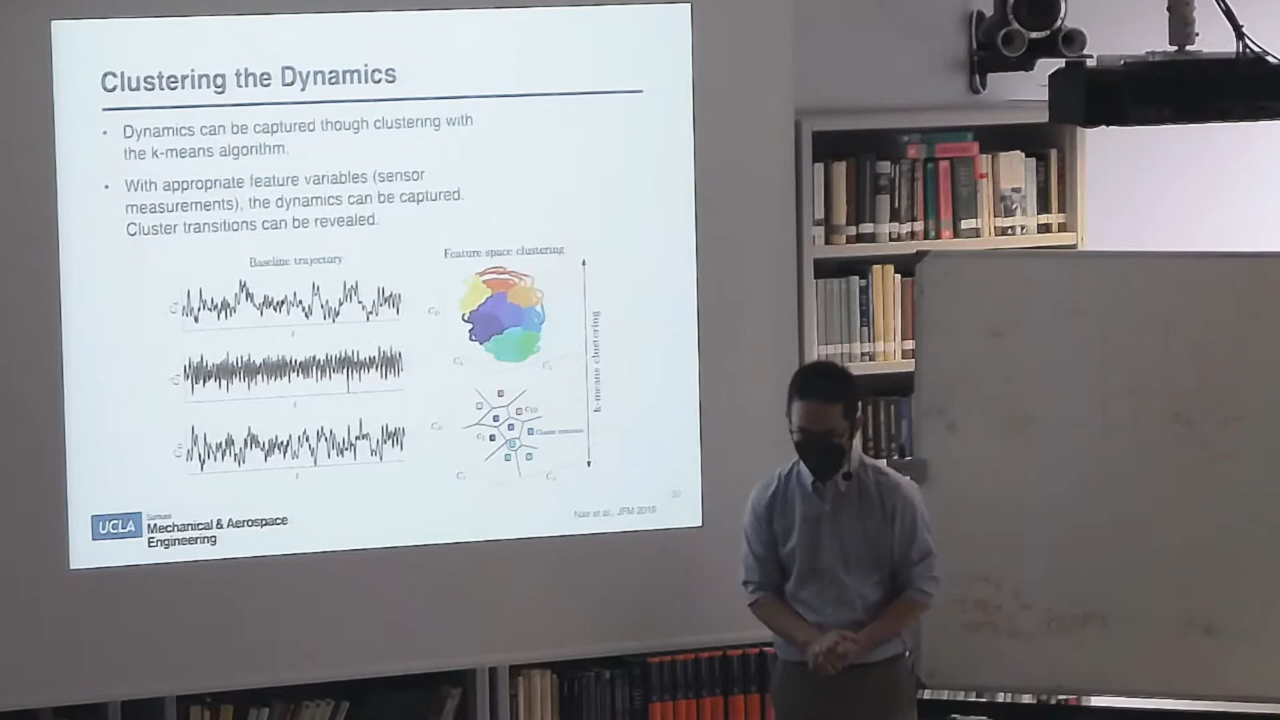 Clustering the Dynamics
• Dynamics can be captured though clustering with
the k-means algorithm.
• With appropriate feature variables (sensor
measurements), the dynamics can be captured.
Cluster transitions can be revealed.
Baseline trajectory
Feature space clustering
k-means clustering
UCLA
Samueli
Mechanical & Aerospace
Engineering
Nair et al., JFM 2019